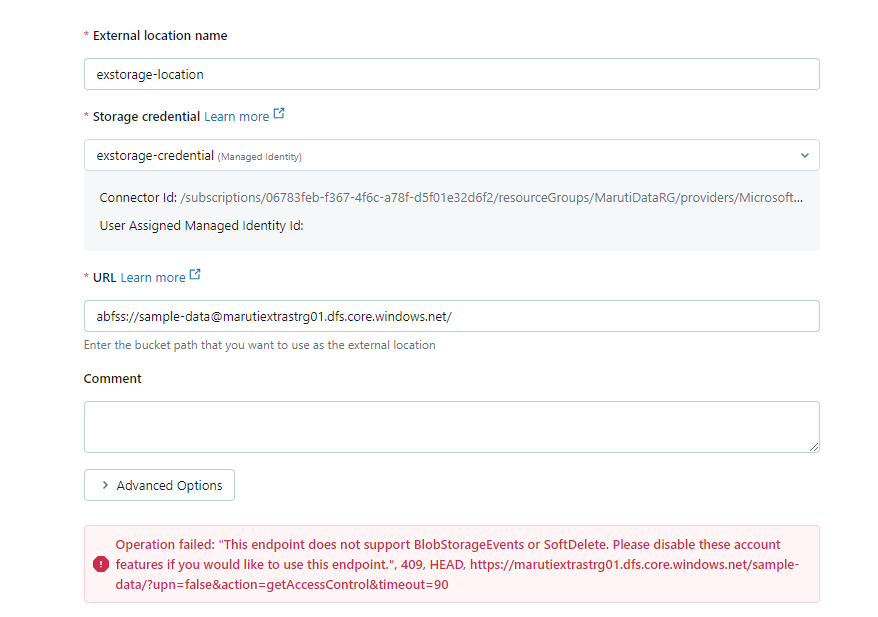 * External location name
exstorage-location
* Storage credential Learn more
exstorage-credential (Managed Identity)
Connector Id: /subscriptions/06783feb-f367-4f6c-a78f-d5f01e32d6f2/resourceGroups/MarutiDataRG/providers/Microsoft...
User Assigned Managed Identity Id:
* URL Learn more
abfss://sample-data@marutiextrastrg01.dfs.core.windows.net/
Enter the bucket path that you want to use as the external location
Comment
Advanced Options
Operation failed: "This endpoint does not support BlobStorageEvents or SoftDelete. Please disable these account
features if you would like to use this endpoint.", 409, HEAD, https://marutiextrastrg01.dfs.core.windows.net/sample-
data/?upn=false&action=getAccessControl&timeout=90